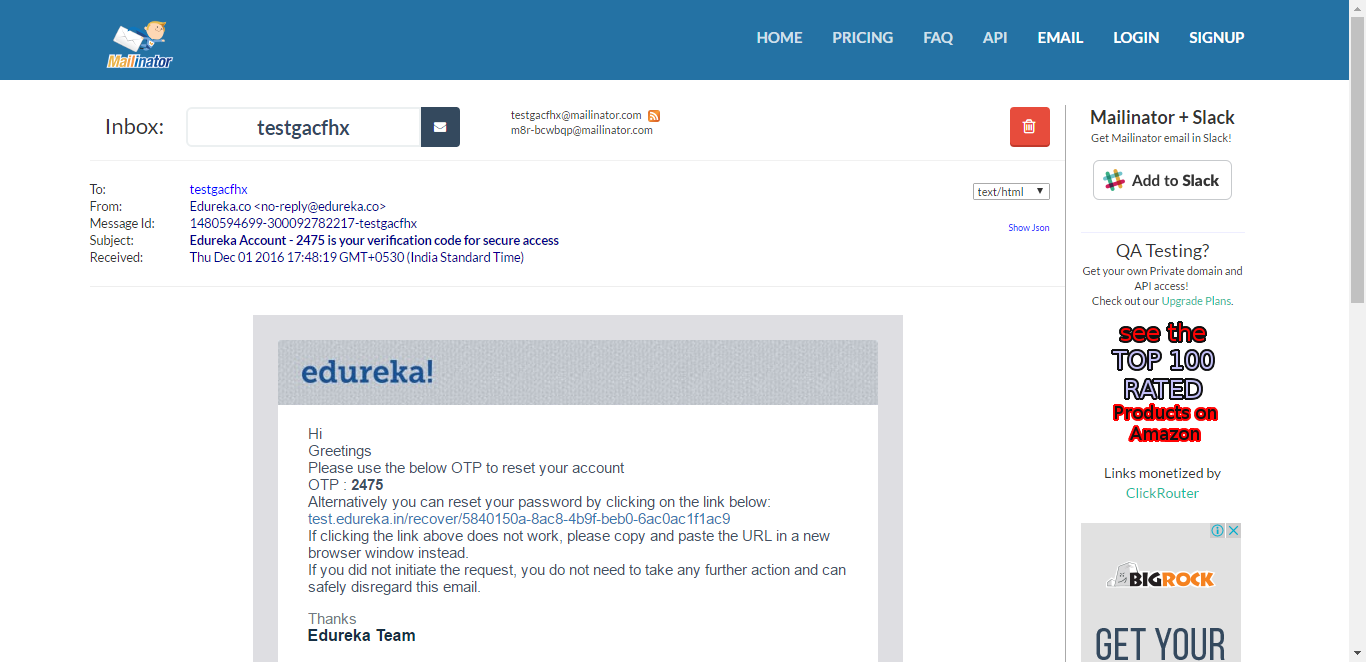 Mailinator
HOME PRICING FAQ API EMAIL LOGIN SIGNUP
Inbox: testgacfhx
testgacfhx@mailinator.com
m8r-bcwbqp@mailinator.com
To: testgacfhx
From: Edureka.co <no-reply@edureka.co>
Message Id: 1480594699-300092782217-testgacfhx
Subject: Edureka Account - 2475 is your verification code for secure access
Received: Thu Dec 01 2016 17:48:19 GMT+0530 (India Standard Time)
text/html
Show Json
edureka!
Hi
Greetings
Please use the below OTP to reset your account
OTP : 2475
Alternatively you can reset your password by clicking on the link below:
test.edureka.in/recover/5840150a-8ac8-4b9f-beb0-6ac0ac1f1ac9
If clicking the link above does not work, please copy and paste the URL in a new
browser window instead.
If you did not initiate the request, you do not need to take any further action and can
safely disregard this email.
Thanks
Edureka Team
Mailinator + Slack
Get Mailinator email in Slack!
Add to Slack
QA Testing?
Get your own Private domain and
API access!
Check out our Upgrade Plans.
see the
TOP 100
RATED
Products on
Amazon
Links monetized by
ClickRouter
BIGROCK
GET YOUR